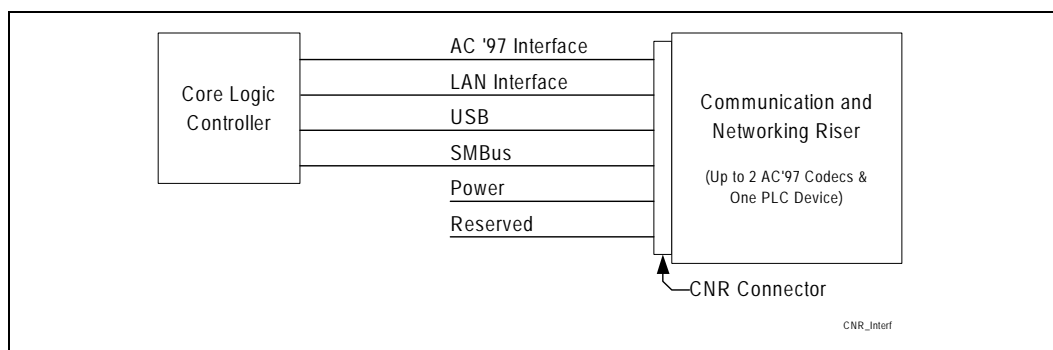 Core Logic
Controller
AC '97 Interface
LAN Interface
USB
SMBus
Power
Reserved
Communication and
Networking Riser
(Up to 2 AC'97 Codecs &
One PLC Device)
CNR Connector
CNR_Interf